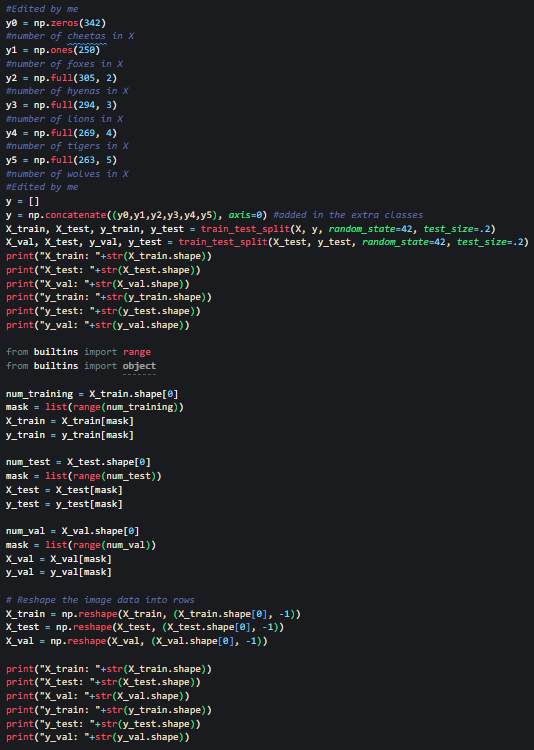 #Edited by me
y0 = np.zeros(342)
#number of cheetas in X
y1 = np.ones(250)
#number of foxes in X
y2 = np.full(305, 2)
#number of hyenas in X
y3 = np.full(294, 3)
#number of lions in X
y4 = np.full(269, 4)
#number of tigers in X
y5 = np.full(263, 5)
#number of wolves in X
#Edited by me
y = []
y = np.concatenate((y0,y1,y2,y3,y4,y5), axis=0) #added in the extra classes
X_train, X_test, y_train, y_test = train_test_split(X, y, random_state=42, test_size=.2)
X_val, X_test, y_val, y_test = train_test_split(X_test, y_test, random_state=42, test_size=.2)
print("X_train: "+str(X_train.shape))
print("X_test: "+str(X_test.shape))
print("X_val: "+str(X_val.shape))
print("y_train: "+str(y_train.shape))
print("y_test: "+str(y_test.shape))
print("y_val: "+str(y_val.shape))
from builtins import range
from builtins import object
num_training = X_train.shape[0]
mask = list(range(num_training))
X_train = X_train[mask]
y_train = y_train[mask]
num_test = X_test.shape[0]
mask = list(range(num_test))
X_test = X_test[mask]
y_test = y_test[mask]
num_val = X_val.shape[0]
mask = list(range(num_val))
X_val = X_val[mask]
y_val = y_val[mask]
# Reshape the image data into rows
X_train = np.reshape(X_train, (X_train.shape[0], -1))
X_test = np.reshape(X_test, (X_test.shape[0], -1))
X_val = np.reshape(X_val, (X_val.shape[0], -1))
print("X_train: "+str(X_train.shape))
print("X_test: "+str(X_test.shape))
print("X_val: "+str(X_val.shape))
print("y_train: "+str(y_train.shape))
print("y_test: "+str(y_test.shape))
print("y_val: "+str(y_val.shape))